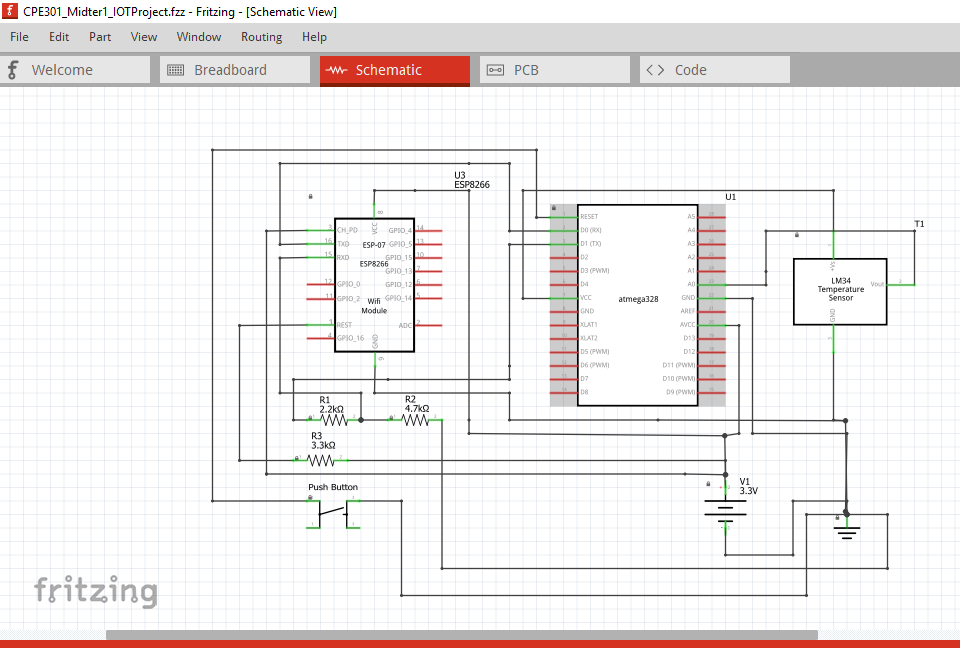 CPE301_Midter1_IOTProject.fzz - Fritzing - [Schematic View]
File Edit Part View Window Routing Help
Welcome Breadboard Schematic PCB Code
U3
ESP8266
VCC
CH_PD
TXO
RXD
GPIO_0
GPIO_2
REST
GPIO_16
ESP-07
ESP8266
Wifi
Module
GPIO_4
GPIO_5
GPIO_15
GPIO_13
GPIO_12
GPIO_14
ADC
GND
U1
RESET
D0 (RX)
D1 (TX)
D2
D3 (PWM)
D4
VCC
GND
XLAT1
XLAT2
D5 (PWM)
D6 (PWM)
D7
D8
atmega328
A5
A4
A3
A2
A1
A0
GND
AREF
AVCC
D13
D12
D11 (PWM)
D10 (PWM)
D9 (PWM)
T1
+Vs
LM34
Temperature
Sensor
Vout
GND
R1
2.2kΩ
R2
4.7kΩ
R3
3.3kΩ
Push Button
V1
3.3V
fritzing